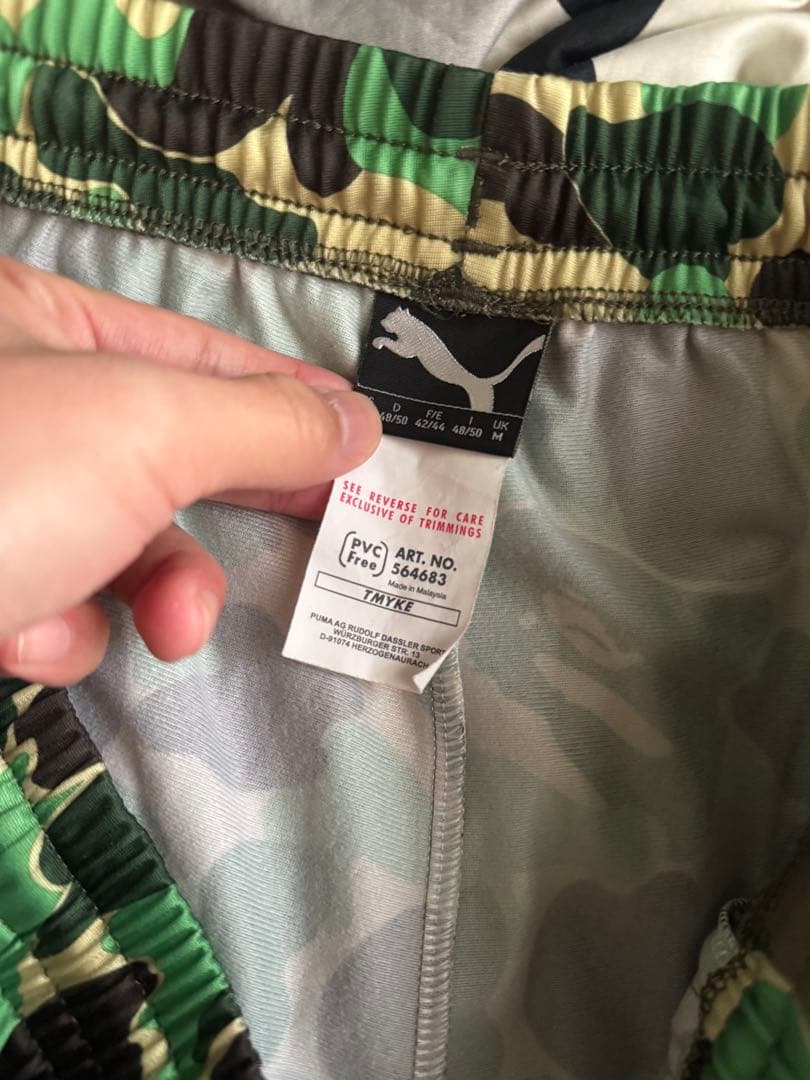 D F/E I UK
48/50 42/44 48/50 M
SEE REVERSE FOR CARE
EXCLUSIVE OF TRIMMINGS
PVC Free
ART. NO.
564683
Made in Malaysia
TMYKE
PUMA AG RUDOLF DASSLER SPORT
WÜRZBURGER STR. 13
D-91074 HERZOGENAURACH